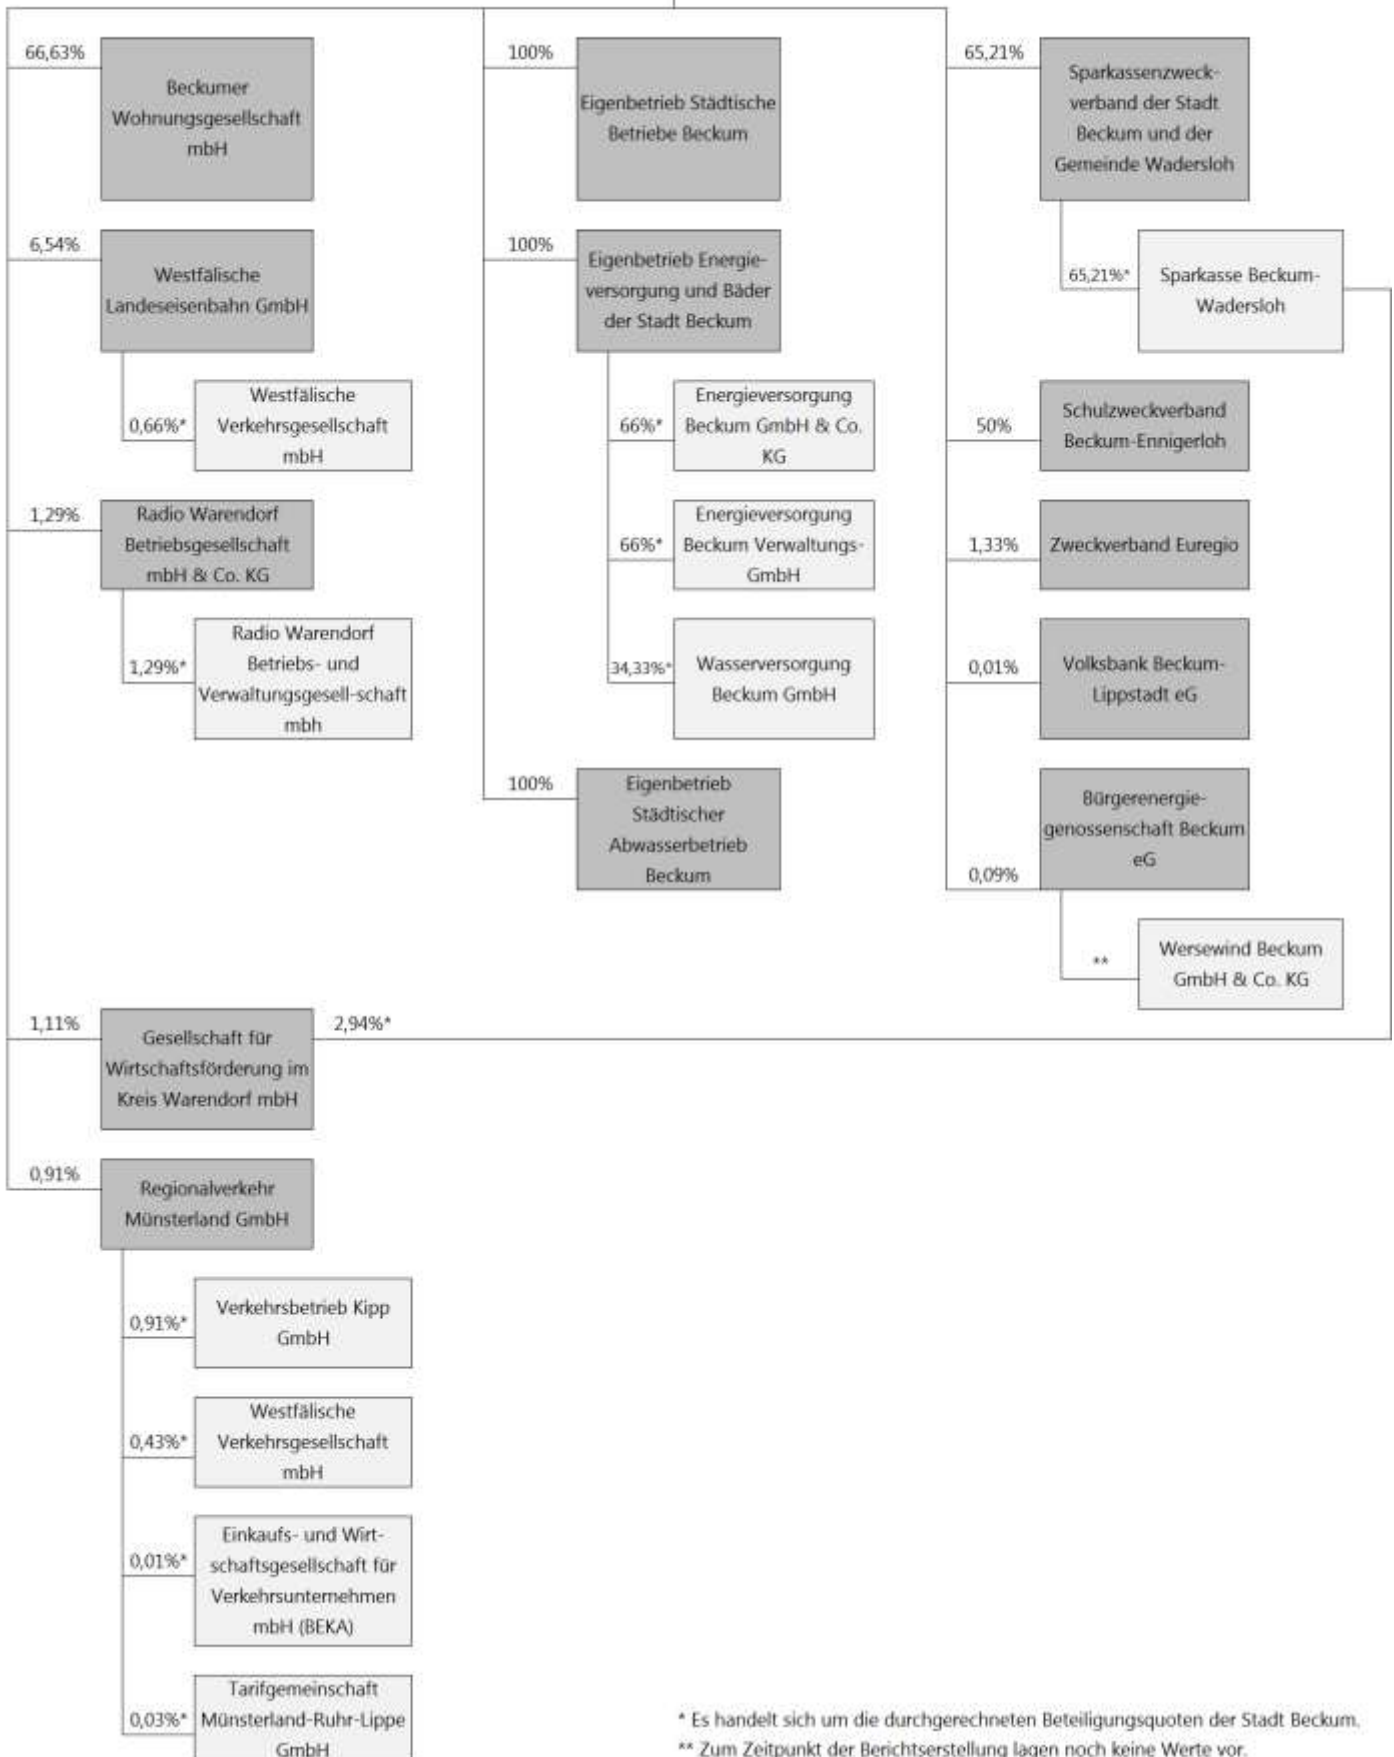 66,63%
Beckumer
Wohnungsgesellschaft
mbH
6,54%
Westfälische
Landeseisenbahn GmbH
0,66%*
Westfälische
Verkehrsgesellschaft
mbH
1,29%
Radio Warendorf
Betriebsgesellschaft
mbH & Co. KG
1,29%*
Radio Warendorf
Betriebs- und
Verwaltungsgesell-schaft
mbh
100%
Eigenbetrieb Städtische
Betriebe Beckum
100%
Eigenbetrieb Energie-
versorgung und Bäder
der Stadt Beckum
66%*
Energieversorgung
Beckum GmbH & Co.
KG
66%*
Energieversorgung
Beckum Verwaltungs-
GmbH
34,33%*
Wasserversorgung
Beckum GmbH
100%
Eigenbetrieb
Städtischer
Abwasserbetrieb
Beckum
65,21%
Sparkassenzweck-
verband der Stadt
Beckum und der
Gemeinde Wadersloh
65,21%*
Sparkasse Beckum-
Wadersloh
50%
Schulzweckverband
Beckum-Ennigerloh
1,33%
Zweckverband Euregio
0,01%
Volksbank Beckum-
Lippstadt eG
0,09%
Bürgerenergie-
genossenschaft Beckum
eG
**
Wersewind Beckum
GmbH & Co. KG
1,11%
Gesellschaft für
Wirtschaftsförderung im
Kreis Warendorf mbH
2,94%*
0,91%
Regionalverkehr
Münsterland GmbH
0,91%*
Verkehrsbetrieb Kipp
GmbH
0,43%*
Westfälische
Verkehrsgesellschaft
mbH
0,01%*
Einkaufs- und Wirt-
schaftsgesellschaft für
Verkehrsunternehmen
mbH (BEKA)
0,03%*
Tarifgemeinschaft
Münsterland-Ruhr-Lippe
GmbH
* Es handelt sich um die durchgerechneten Beteiligungsquoten der Stadt Beckum.
** Zum Zeitpunkt der Berichtserstellung lagen noch keine Werte vor.